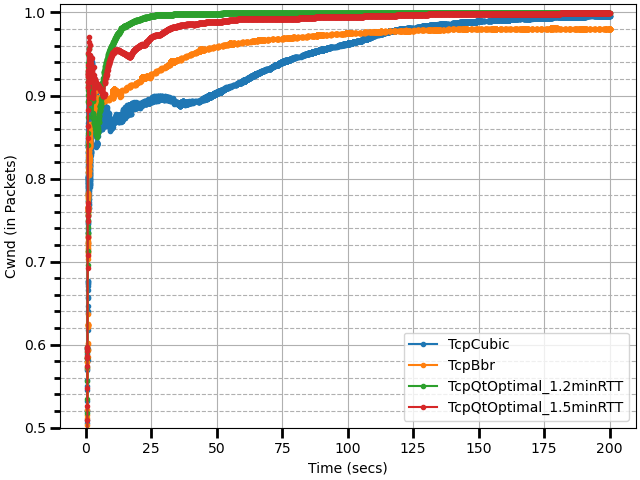 1.0
0.9
0.8
0.7
0.6
0.5
Cwnd (in Packets)
0 25 50 75 100 125 150 175 200
Time (secs)
TcpCubic
TcpBbr
TcpQtOptimal_1.2minRTT
TcpQtOptimal_1.5minRTT